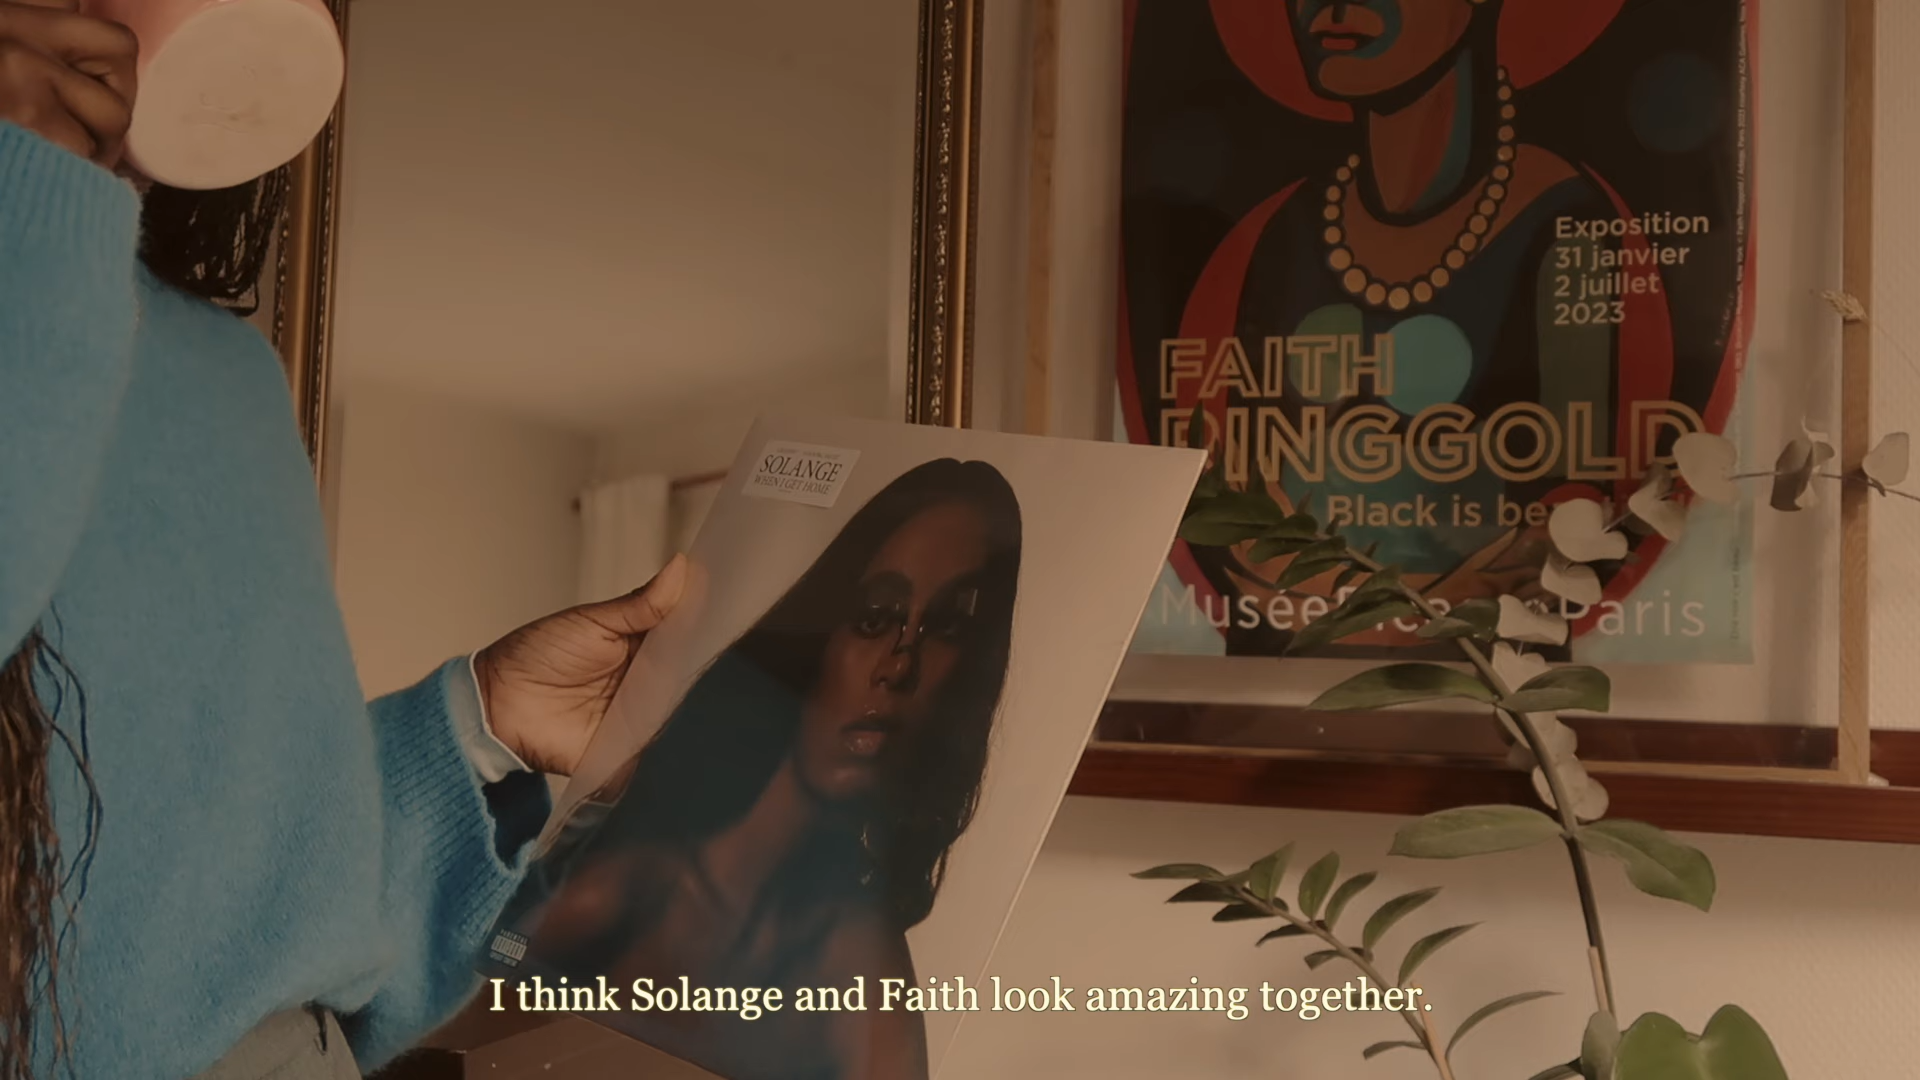 Exposition
31 janvier
2 juillet
2023
FAITH
RINGGOLD
Black is be
Musée Paris
SOLANGE
WHEN I GET HOME
I think Solange and Faith look amazing together.